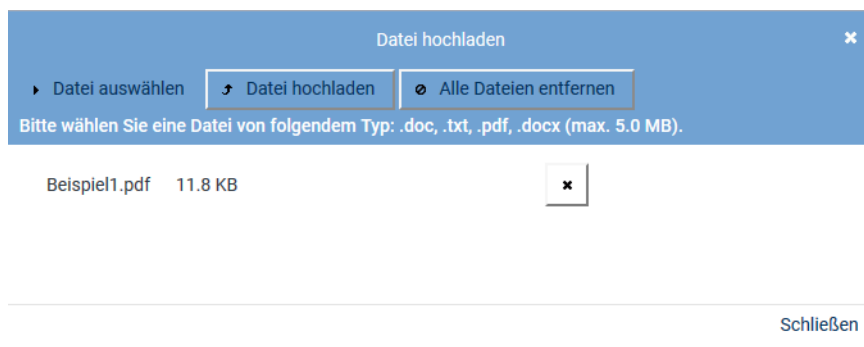 Datei hochladen
Datei auswählen Datei hochladen Alle Dateien entfernen
Bitte wählen Sie eine Datei von folgendem Typ: .doc, .txt, .pdf, .docx (max. 5.0 MB).
Beispiel1.pdf 11.8 KB
Schließen